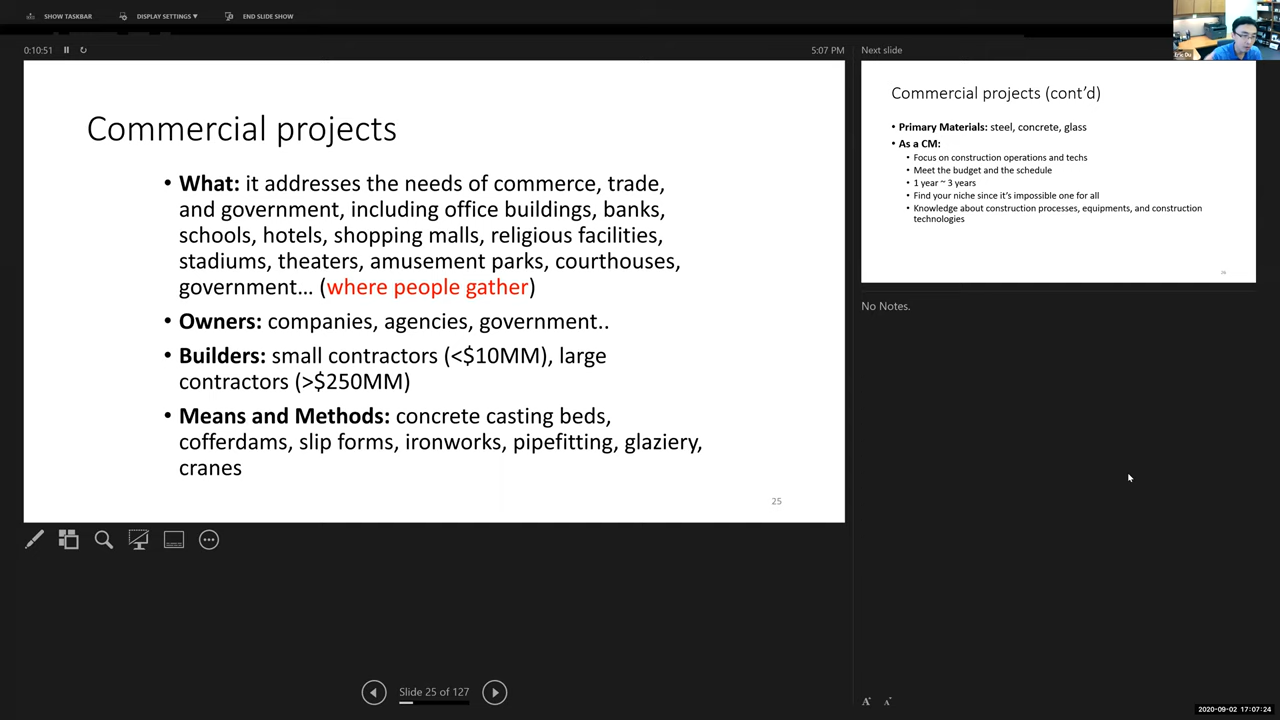 SHOW TASKBAR
DISPLAY SETTINGS ▼
END SLIDE SHOW
0:10:51
5:07 PM
Commercial projects
• What: it addresses the needs of commerce, trade,
and government, including office buildings, banks,
schools, hotels, shopping malls, religious facilities,
stadiums, theaters, amusement parks, courthouses,
government... (where people gather)
• Owners: companies, agencies, government..
• Builders: small contractors (<$10MM), large
contractors (>$250MM)
• Means and Methods: concrete casting beds,
cofferdams, slip forms, ironworks, pipefitting, glaziery,
cranes
25
Slide 25 of 127
Next slide
Commercial projects (cont'd)
• Primary Materials: steel, concrete, glass
• As a CM:
• Focus on construction operations and techs
• Meet the budget and the schedule
• 1 year ~ 3 years
• Find your niche since it's impossible one for all
• Knowledge about construction processes, equipments, and construction
technologies
26
No Notes.
Eric Du
2020-09-02 17:07:24